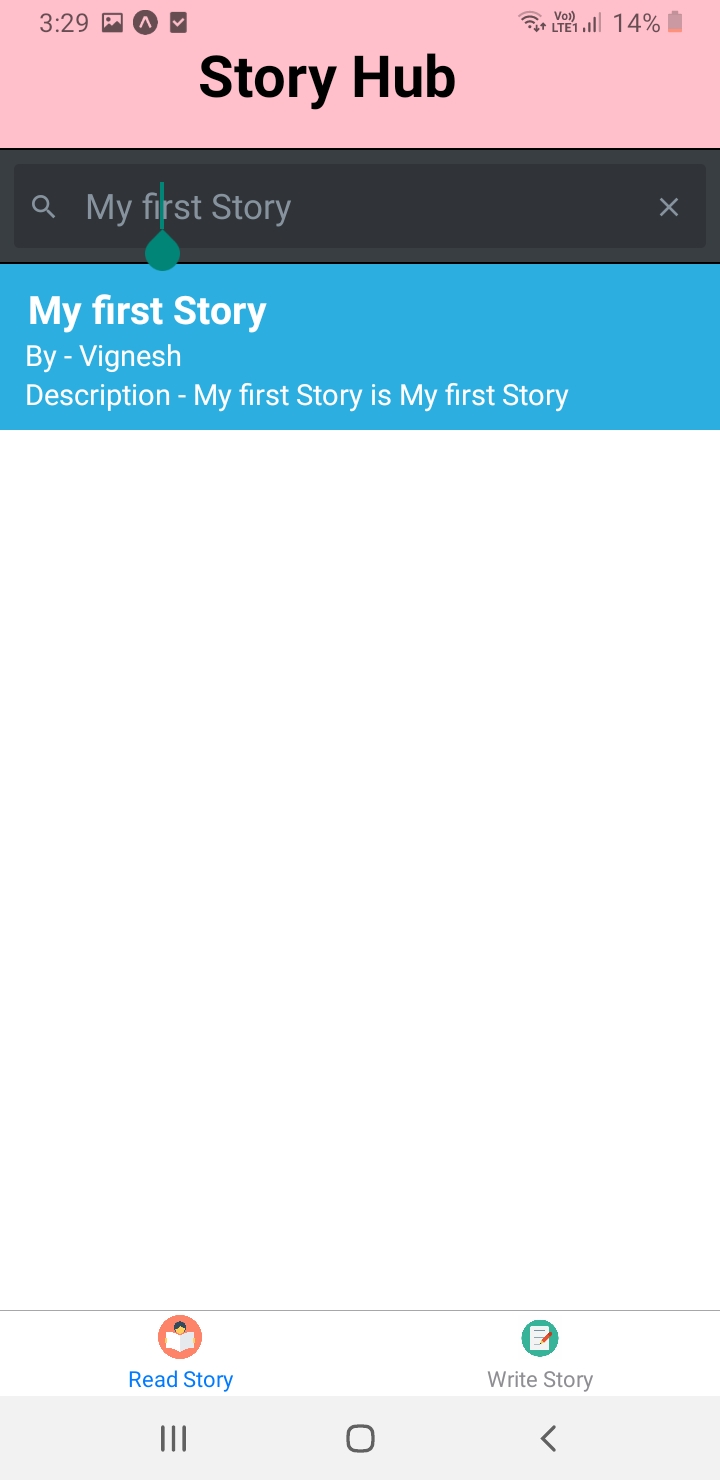 3:29 Vo) LTE1 14%
Story Hub
My first Story
My first Story
By - Vignesh
Description - My first Story is My first Story
Read Story Write Story